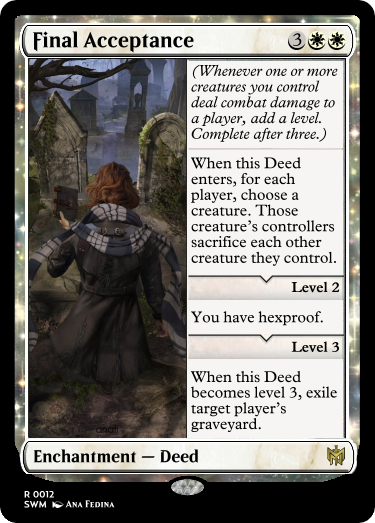 Final Acceptance
3
(Whenever one or more
creatures you control
deal combat damage to
a player, add a level.
Complete after three.)
When this Deed
enters, for each
player, choose a
creature. Those
creature's controllers
sacrifice each other
creature they control.
Level 2
You have hexproof.
Level 3
When this Deed
becomes level 3, exile
target player's
graveyard.
Enchantment — Deed
R 0012
SWM Ana Fedina